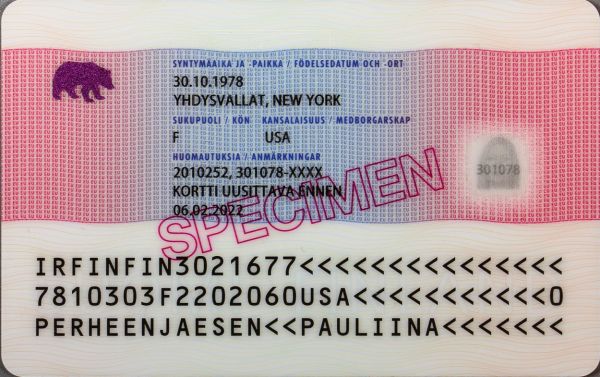 SYNTYMÄAIKA JA -PAIKKA / FÖDELSEDATUM OCH -ORT
30.10.1978
YHDYSVALLAT, NEW YORK
SUKUPUOLI / KÖN KANSALAISUUS / MEDBORGARSKAP
F USA
HUOMAUTUKSIA / ANMÄRKNINGAR
2010252, 301078-XXXX
301078
KORTTI UUSITTAVA ENNEN
06.02.2022
SPECIMEN
IRFINFIN3021677<<<<<<<<<<<<<<<
7810303F2202060USA<<<<<<<<<<<0
PERHEENJAESEN<<PAULIINA<<<<<<<